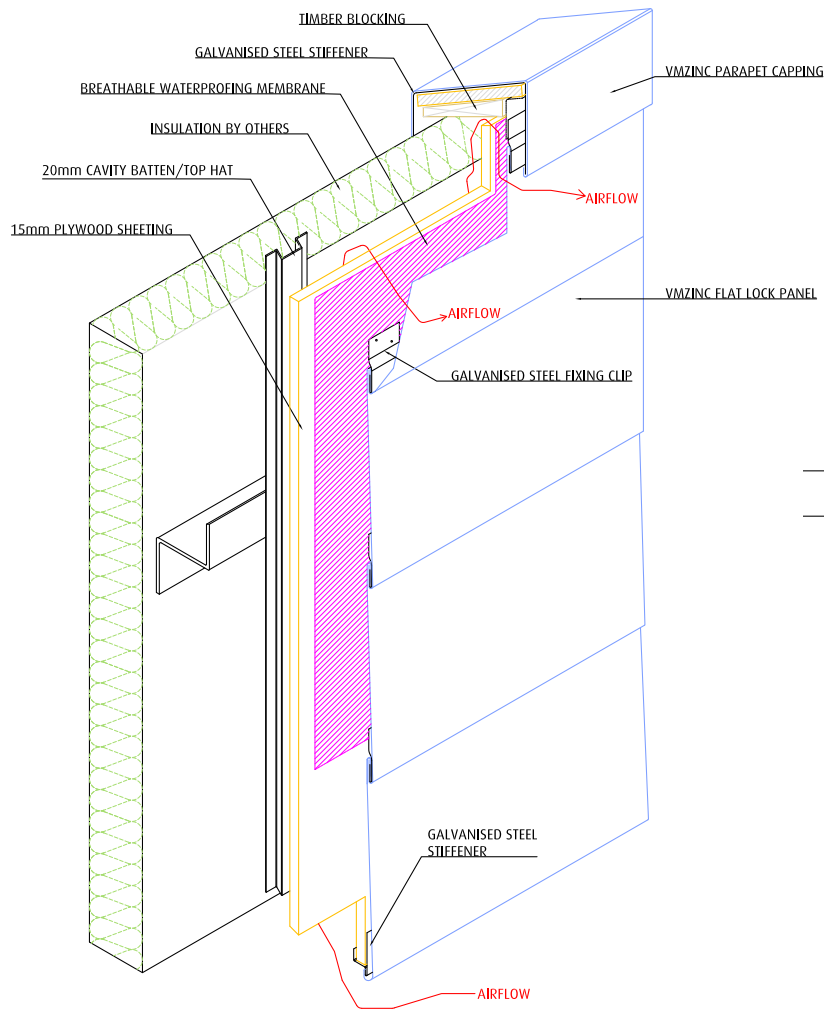 TIMBER BLOCKING
GALVANISED STEEL STIFFENER
VMZINC PARAPET CAPPING
BREATHABLE WATERPROFING MEMBRANE
INSULATION BY OTHERS
20mm CAVITY BATTEN/TOP HAT
AIRFLOW
15mm PLYWOOD SHEETING
VMZINC FLAT LOCK PANEL
AIRFLOW
GALVANISED STEEL FIXING CLIP
GALVANISED STEEL
STIFFENER
AIRFLOW